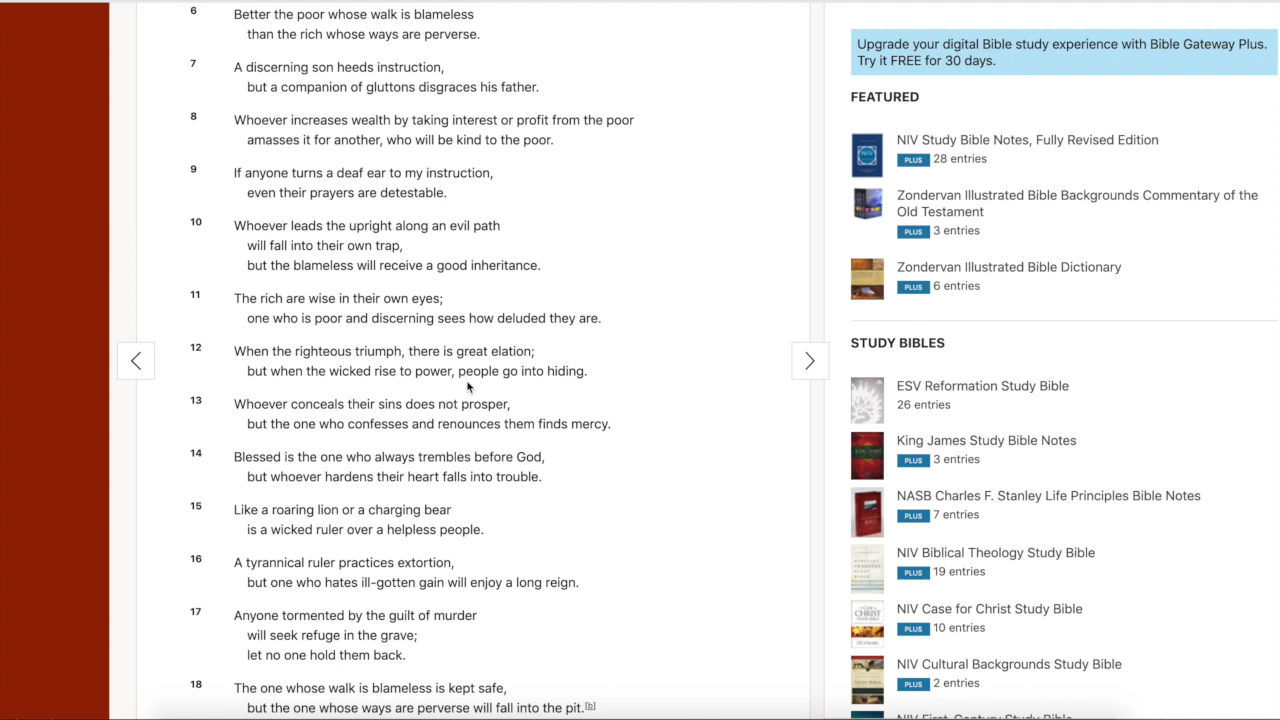 6 Better the poor whose walk is blameless
than the rich whose ways are perverse.
7 A discerning son heeds instruction,
but a companion of gluttons disgraces his father.
8 Whoever increases wealth by taking interest or profit from the poor
amasses it for another, who will be kind to the poor.
9 If anyone turns a deaf ear to my instruction,
even their prayers are detestable.
10 Whoever leads the upright along an evil path
will fall into their own trap,
but the blameless will receive a good inheritance.
11 The rich are wise in their own eyes;
one who is poor and discerning sees how deluded they are.
12 When the righteous triumph, there is great elation;
but when the wicked rise to power, people go into hiding.
13 Whoever conceals their sins does not prosper,
but the one who confesses and renounces them finds mercy.
14 Blessed is the one who always trembles before God,
but whoever hardens their heart falls into trouble.
15 Like a roaring lion or a charging bear
is a wicked ruler over a helpless people.
16 A tyrannical ruler practices extortion,
but one who hates ill-gotten gain will enjoy a long reign.
17 Anyone tormented by the guilt of murder
will seek refuge in the grave;
let no one hold them back.
18 The one whose walk is blameless is kept safe,
but the one whose ways are perverse will fall into the pit.[b]
Upgrade your digital Bible study experience with Bible Gateway Plus.
Try it FREE for 30 days.
FEATURED
NIV Study Bible Notes, Fully Revised Edition
PLUS 28 entries
Zondervan Illustrated Bible Backgrounds Commentary of the
Old Testament
PLUS 3 entries
Zondervan Illustrated Bible Dictionary
PLUS 6 entries
STUDY BIBLES
ESV Reformation Study Bible
26 entries
King James Study Bible Notes
PLUS 3 entries
NASB Charles F. Stanley Life Principles Bible Notes
PLUS 7 entries
NIV Biblical Theology Study Bible
PLUS 19 entries
NIV Case for Christ Study Bible
PLUS 10 entries
NIV Cultural Backgrounds Study Bible
PLUS 2 entries
NIV First-Century Study Bible